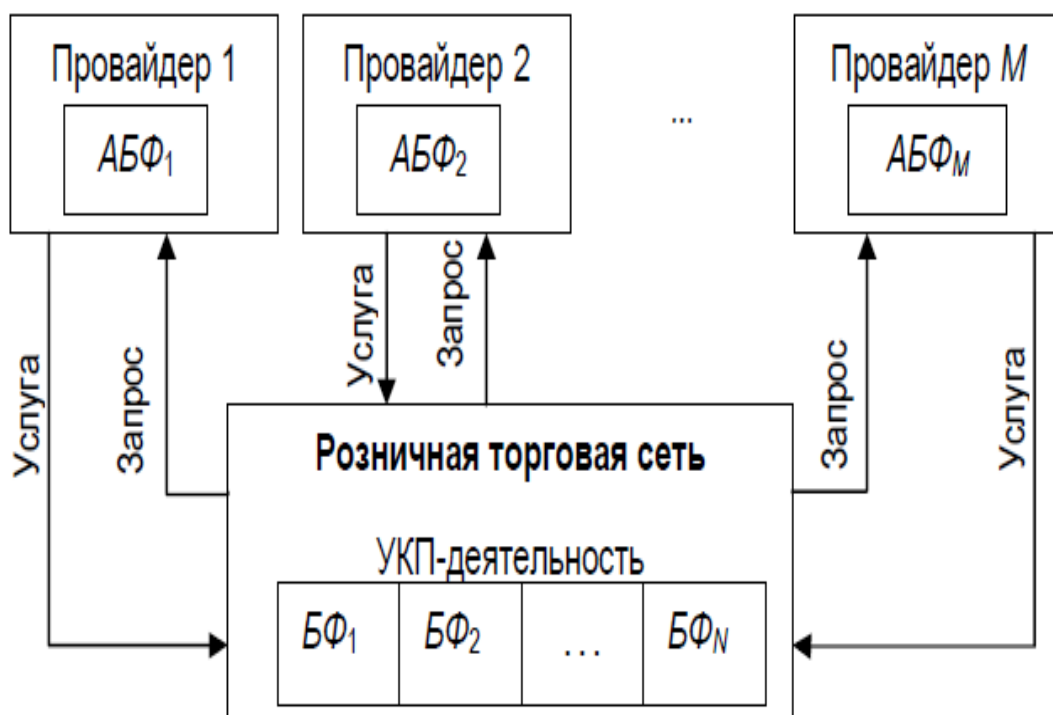 Провайдер 1
АБФ1
Провайдер 2
АБФ2
...
Провайдер M
АБФM
Услуга
Запрос
Услуга
Запрос
Запрос
Услуга
Розничная торговая сеть
УКП-деятельность
БФ1
БФ2
...
БФN